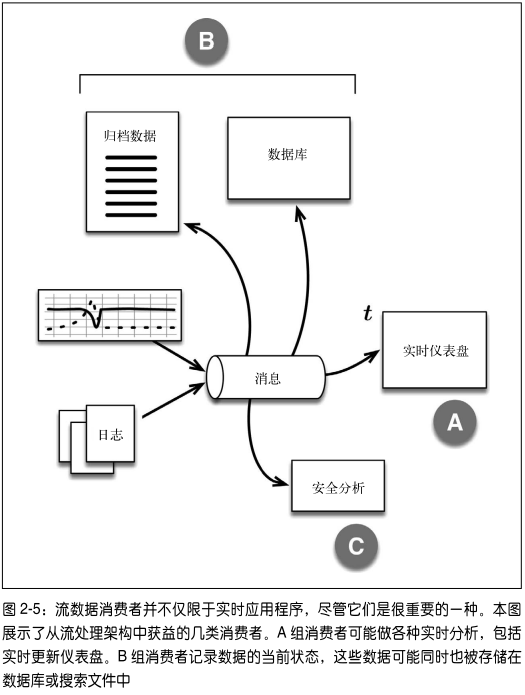 B
归档数据
数据库
t
实时仪表盘
消息
A
日志
安全分析
C
图 2-5：流数据消费者并不仅限于实时应用程序，尽管它们是很重要的一种。本图
展示了从流处理架构中获益的几类消费者。A 组消费者可能做各种实时分析，包括
实时更新仪表盘。B 组消费者记录数据的当前状态，这些数据可能同时也被存储在
数据库或搜索文件中